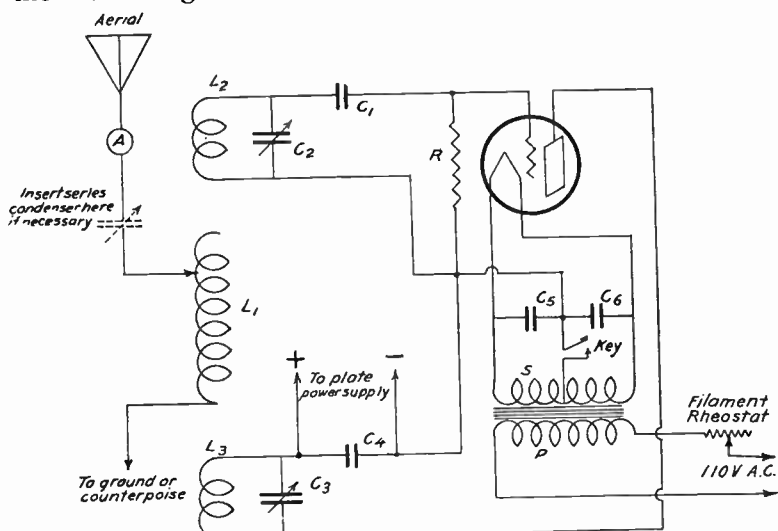 Aerial
L2
C1
C2
R
A
Insert series
condenser here
if necessary
L1
C5
C6
Key
S
P
Filament
Rheostat
110V A.C.
+
-
To plate
power supply
C4
L3
C3
To ground or
counterpoise